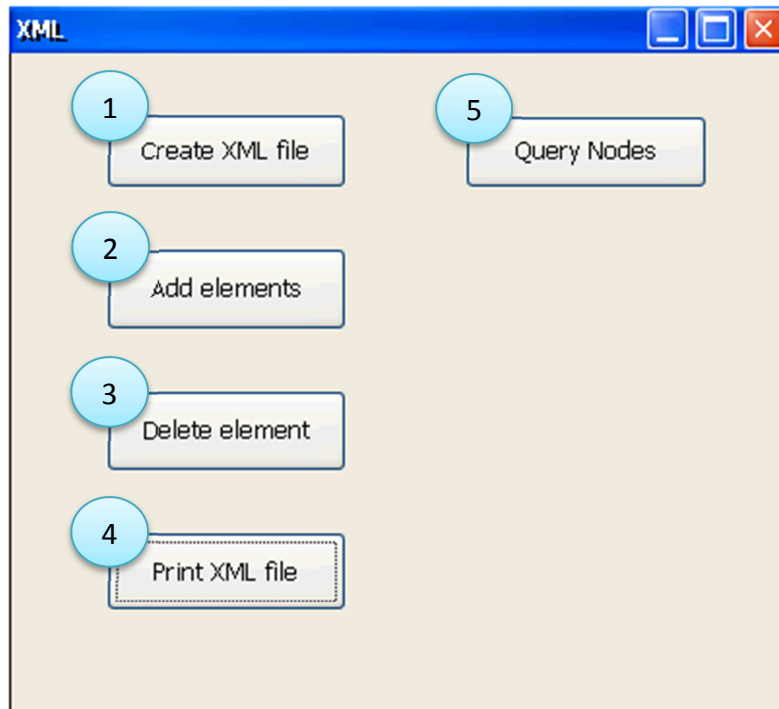 XML
1
Create XML file
2
Add elements
3
Delete element
4
Print XML file
5
Query Nodes